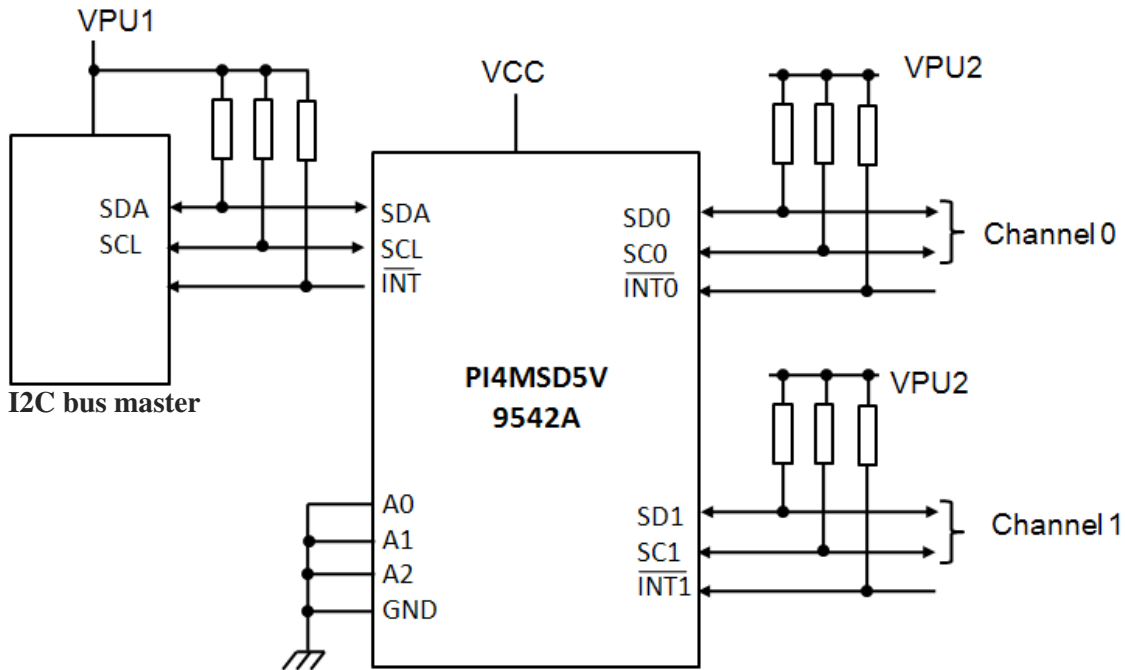 VPU1
VCC
VPU2
SDA
SCL
SDA
SCL
INT
SD0
SC0
INT0
Channel 0
I2C bus master
PI4MSD5V
9542A
VPU2
A0
A1
A2
GND
SD1
SC1
INT1
Channel 1